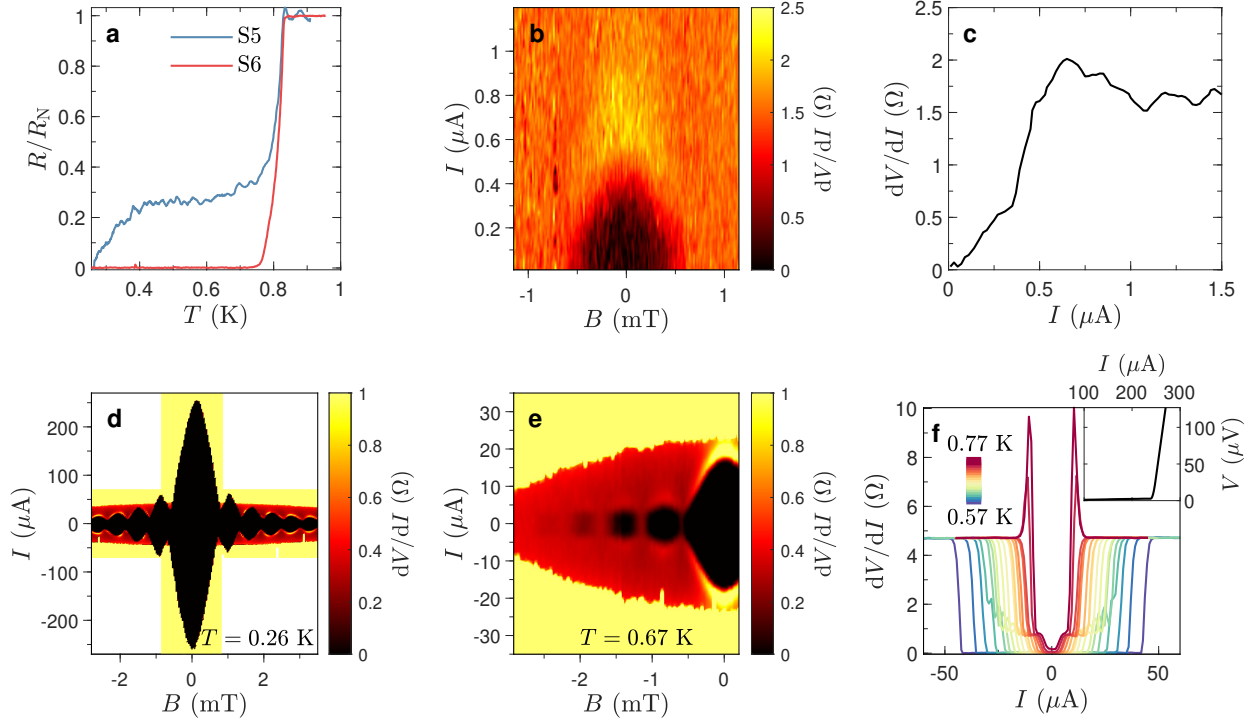 a
S5
S6
R/R_N
1
0.8
0.6
0.4
0.2
0
0.4
0.6
0.8
1
T (K)
b
I (μA)
1
0.8
0.6
0.4
0.2
-1
0
1
B (mT)
2.5
2
1.5
1
0.5
0
dV/dI (Ω)
c
dV/dI (Ω)
2.5
2
1.5
1
0.5
0
0
0.5
1
1.5
I (μA)
d
I (μA)
200
100
0
-100
-200
T = 0.26 K
-2
0
2
B (mT)
1
0.8
0.6
0.4
0.2
0
dV/dI (Ω)
e
I (μA)
30
20
10
0
-10
-20
-30
T = 0.67 K
-2
-1
0
B (mT)
1
0.8
0.6
0.4
0.2
0
dV/dI (Ω)
I (μA)
100
200
300
100
50
0
V (μV)
f
0.77 K
0.57 K
dV/dI (Ω)
10
8
6
4
2
0
-50
0
50
I (μA)